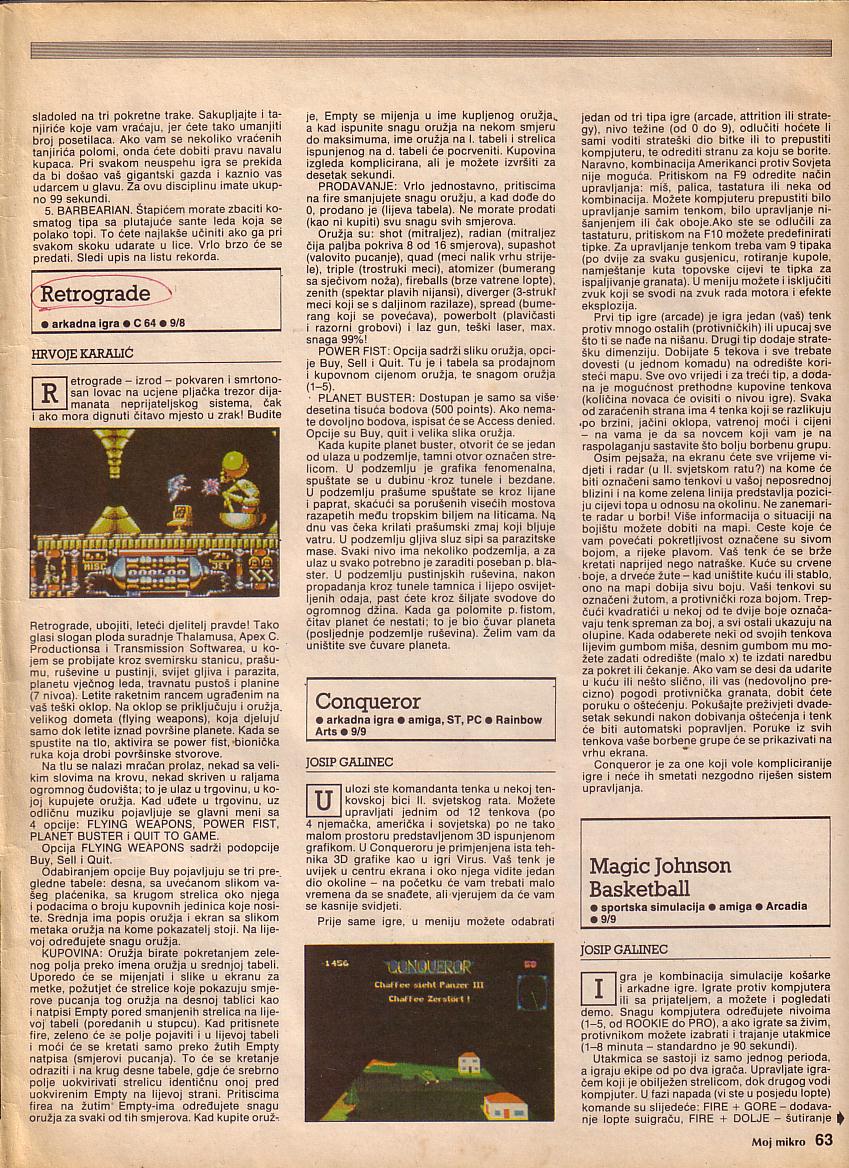 sladoled na tri pokretne trake. Sakupljajte i ta-
njiriće koje vam vraćaju, jer ćete tako umanjiti
broj posetilaca. Ako vam se nekoliko vraćenih
tanjirića polomi, onda ćete dobiti pravu navalu
kupaca. Pri svakom neuspehu igra se prekida
da bi došao vaš gigantski gazda i kaznio vas
udarcem u glavu. Za ovu disciplinu imate ukup-
no 99 sekundi.
5. BARBEARIAN. Štapićem morate zbaciti ko-
smatog tipa sa plutajuće sante leda koja se
polako topi. To ćete najlakše učiniti ako ga pri
svakom skoku udarate u lice. Vrlo brzo će se
predati. Sledi upis na listu rekorda.
Retrograde
● arkadna igra ● C 64 ● 9/8
HRVOJE KARALIĆ
Retrograde – izrod – pokvaren i smrtono-
san lovac na ucjene pljačka trezor dija-
manata neprijateljskog sistema, čak
i ako mora dignuti čitavo mjesto u zrak! Budite
MISC
JET
Retrograde, ubojiti, leteći djelitelj pravde! Tako
glasi slogan ploda suradnje Thalamusa, Apex C.
Productionsa i Transmission Softwarea, u ko-
jem se probijate kroz svemirsku stanicu, prašu-
mu, ruševine u pustinji, svijet gljiva i parazita,
planetu vječnog leda, travnatu pustoš i planine
(7 nivoa). Letite raketnim rancem ugrađenim na
vaš teški oklop. Na oklop se priključuju i oružja
velikog dometa (flying weapons), koja djeluju
samo dok letite iznad površine planete. Kada se
spustite na tlo, aktivira se power fist, bionička
ruka koja drobi površinske stvorove.
Na tlu se nalazi mračan prolaz, nekad sa veli-
kim slovima na krovu, nekad skriven u raljama
ogromnog čudovišta; to je ulaz u trgovinu, u ko-
joj kupujete oružja. Kad uđete u trgovinu, uz
odličnu muziku pojavljuje se glavni meni sa
4 opcije: FLYING WEAPONS, POWER FIST,
PLANET BUSTER i QUIT TO GAME.
Opcija FLYING WEAPONS sadrži podopcije
Buy, Sell i Quit.
Odabiranjem opcije Buy pojavljuju se tri pre-
gledne tabele: desna, sa uvećanom slikom va-
šeg plaćenika, sa krugom strelica oko njega
i podacima o broju kupovnih jedinica koje nosi-
te. Srednja ima popis oružja i ekran sa slikom
metaka oružja na kome pokazatelj stoji. Na lije-
voj određujete snagu oružja.
KUPOVINA: Oružja birate pokretanjem zele-
nog polja preko imena oružja u srednjoj tabeli.
Uporedo će se mijenjati i slike u ekranu za
metke, požutjet će strelice koje pokazuju smje-
rove pucanja tog oružja na desnoj tablici kao
i natpisi Empty pored smanjenih strelica na lije-
voj tabeli (poredanih u stupcu). Kad pritisnete
fire, zeleno će se polje pojaviti i u lijevoj tabeli
i moći će se kretati samo preko žutih Empty
natpisa (smjerovi pucanja). To će se kretanje
odraziti i na krug desne tabele, gdje će srebrno
polje uokvirivati strelicu identičnu onoj pred
uokvirenim Empty na lijevoj strani. Pritiscima
firea na žutim Empty-ima određujete snagu
oružja za svaki od tih smjerova. Kad kupite oruž-
je, Empty se mijenja u ime kupljenog oružja,
a kad ispunite snagu oružja na nekom smjeru
do maksimuma, ime oružja na l. tabeli i strelica
ispunjenog na d. tabeli će pocrveniti. Kupovina
izgleda komplicirana, ali je možete izvršiti za
desetak sekundi.
PRODAVANJE: Vrlo jednostavno, pritiscima
na fire smanjujete snagu oružju, a kad dođe do
0, prodano je (lijeva tabela). Ne morate prodati
(kao ni kupiti) svu snagu svih smjerova.
Oružja su: shot (mitraljez), radian (mitraljez
čija paljba pokriva 8 od 16 smjerova), supashot
(valovito pucanje), quad (meci nalik vrhu strije-
le), triple (trostruki meci), atomizer (bumerang
sa sječivom noža), fireballs (brze vatrene lopte),
zenith (spektar plavih nijansi), diverger (3-struki
meci koji se s daljinom razilaze), spread (bume-
rang koji se povećava), powerbolt (plavičasti
i razorni grobovi) i laz gun, teški laser, max.
snaga 99%!
POWER FIST: Opcija sadrži sliku oružja, opci-
je Buy, Sell i Quit. Tu je i tabela sa prodajnom
i kupovnom cijenom oružja, te snagom oružja
(1–5).
PLANET BUSTER: Dostupan je samo sa više
desetina tisuća bodova (500 points). Ako nema-
te dovoljno bodova, ispisat će se Access denied.
Opcije su Buy, quit i velika slika oružja.
Kada kupite planet buster, otvorit će se jedan
od ulaza u podzemlje, tamni otvor označen stre-
licom. U podzemlju je grafika fenomenalna,
spuštate se u dubinu kroz tunele i bezdane.
U podzemlju prašume spuštate se kroz lijane
i paprat, skačući sa porušenih visećih mostova
razapetih među tropskim biljem na liticama. Na
dnu vas čeka krilati prašumski zmaj koji bljuje
vatru. U podzemlju gljiva sluz sipi sa parazitske
mase. Svaki nivo ima nekoliko podzemlja, a za
ulaz u svako potrebno je zaraditi poseban p. bla-
ster. U podzemlju pustinjskih ruševina, nakon
propadanja kroz tunele tamnica i lijepo osvijet-
ljenih odaja, past ćete kroz šiljate svodove do
ogromnog džina. Kada ga polomite p. fistom,
čitav planet će nestati; to je bio čuvar planeta
(posljednje podzemlje ruševina). Želim vam da
uništite sve čuvare planeta.
Conqueror
● arkadna igra ● amiga, ST, PC ● Rainbow
Arts ● 9/9
JOSIP GALINEC
Uulozi ste komandanta tenka u nekoj ten-
kovskoj bici II. svjetskog rata. Možete
upravljati jednim od 12 tenkova (po
4 njemačka, američka i sovjetska) po ne tako
malom prostoru predstavljenom 3D ispunjenom
grafikom. U Conqueroru je primjenjena ista teh-
nika 3D grafike kao u igri Virus. Vaš tenk je
uvijek u centru ekrana i oko njega vidite jedan
dio okoline – na početku će vam trebati malo
vremena da se snađete, ali vjerujem da će vam
se kasnije svidjeti.
Prije same igre, u meniju možete odabrati
1456
CONQUEROR
Chaffee sieht Panzer III
Chaffee Zerstört !
jedan od tri tipa igre (arcade, attrition ili strate-
gy), nivo težine (od 0 do 9), odlučiti hoćete li
sami voditi strateški dio bitke ili to prepustiti
kompjuteru, te odrediti stranu za koju se borite.
Naravno, kombinacija Amerikanci protiv Sovjeta
nije moguća. Pritiskom na F9 odredite način
upravljanja: miš, palica, tastatura ili neka od
kombinacija. Možete kompjuteru prepustiti bilo
upravljanje samim tenkom, bilo upravljanje ni-
šanjenjem ili čak oboje.Ako ste se odlučili za
tastaturu, pritiskom na F10 možete predefinirati
tipke. Za upravljanje tenkom treba vam 9 tipaka
(po dvije za svaku gusjenicu, rotiranje kupole,
namještanje kuta topovske cijevi te tipka za
ispaljivanje granata). U meniju možete i isključiti
zvuk koji se svodi na zvuk rada motora i efekte
eksplozija.
Prvi tip igre (arcade) je igra jedan (vaš) tenk
protiv mnogo ostalih (protivničkih) ili upucaj sve
što ti se nađe na nišanu. Drugi tip dodaje strate-
šku dimenziju. Dobijate 5 tekova i sve trebate
dovesti (u jednom komadu) na odredište kori-
steći mapu. Sve ovo vrijedi i za treći tip, a doda-
na je mogućnost prethodne kupovine tenkova
(količina novaca će ovisiti o nivou igre). Svaka
od zaraćenih strana ima 4 tenka koji se razlikuju
po brzini, jačini oklopa, vatrenoj moći i cijeni
– na vama je da sa novcem koji vam je na
raspolaganju sastavite što bolju borbenu grupu.
Osim pejsaža, na ekranu ćete sve vrijeme vi-
djeti i radar (u II. svjetskom ratu?) na kome će
biti označeni samo tenkovi u vašoj neposrednoj
blizini i na kome zelena linija predstavlja pozici-
ju cijevi topa u odnosu na okolinu. Ne zanemari-
te radar u borbi! Više informacija o situaciji na
bojištu možete dobiti na mapi. Ceste koje će
vam povećati pokretljivost označene su sivom
bojom, a rijeke plavom. Vaš tenk će se brže
kretati naprijed nego natraške. Kuće su crvene
boje, a drveće žute – kad uništite kuću ili stablo,
ono na mapi dobija sivu boju. Vaši tenkovi su
označeni žutom, a protivnički roza bojom. Trep-
ćući kvadratići u nekoj od te dvije boje označa-
vaju tenk spreman za boj, a svi ostali ukazuju na
olupine. Kada odaberete neki od svojih tenkova
lijevim gumbom miša, desnim gumbom mu mo-
žete zadati odredište (malo x) te izdati naredbu
za pokret ili čekanje. Ako vam se desi da udarite
u kuću ili nešto slično, ili vas (nedovoljno pre-
cizno) pogodi protivnička granata, dobit ćete
poruku o oštećenju. Pokušajte preživjeti dvade-
setak sekundi nakon dobivanja oštećenja i tenk
će biti automatski popravljen. Poruke iz svih
tenkova vaše borbene grupe će se prikazivati na
vrhu ekrana.
Conqueror je za one koji vole kompliciranije
igre i neće ih smetati nezgodno riješen sistem
upravljanja.
Magic Johnson
Basketball
● sportska simulacija ● amiga ● Arcadia
● 9/9
JOSIP GALINEC
Igra je kombinacija simulacije košarke
i arkadne igre. Igrate protiv kompjutera
ili sa prijateljem, a možete i pogledati
demo. Snagu kompjutera određujete nivoima
(1–5, od ROOKIE do PRO), a ako igrate sa živim,
protivnikom možete izabrati i trajanje utakmice
(1–8 minuta – standardno je 90 sekundi).
Utakmica se sastoji iz samo jednog perioda,
a igraju ekipe od po dva igrača. Upravljate igra-
čem koji je obilježen strelicom, dok drugog vodi
kompjuter. U fazi napada (vi ste u posjedu lopte)
komande su slijedeće: FIRE + GORE – dodava-
nje lopte suigraču, FIRE + DOLJE – šutiranje
Moj mikro 63